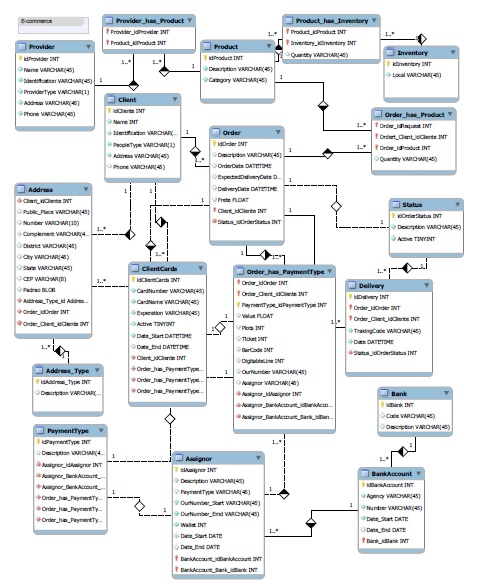 E-commerce
Provider_has_Product
Provider_idProvider INT
Product_idProduct INT
Product_has_Inventory
Product_idProduct INT
Inventory_idInventory INT
Quantity VARCHAR(45)
Provider
idProvider INT
Name VARCHAR(45)
Identification VARCHAR(45)
ProviderType VARCHAR(1)
Address VARCHAR(45)
Phone VARCHAR(45)
Product
idProduct INT
Description VARCHAR(45)
Category VARCHAR(45)
Inventory
idInventory INT
Local VARCHAR(45)
Client
idCliente INT
Name INT
Identification VARCHAR(...
PeopleType VARCHAR(1)
Address VARCHAR(45)
Phone VARCHAR(45)
Order_has_Product
Order_idRequest INT
Ordert_Client_idCliente INT
Order_idProduct INT
Quantity VARCHAR(45)
Order
idOrder INT
Description VARCHAR(45)
OrderDate DATETIME
ExpectedDeliveryDate D...
DeliveryDate DATETIME
Frete FLOAT
Client_idCliente INT
Status_idOrderStatus INT
Address
Client_idCliente INT
Public_Place VARCHAR(45)
Number VARCHAR(10)
Complement VARCHAR(4...
District VARCHAR(45)
City VARCHAR(45)
State VARCHAR(45)
CEP VARCHAR(8)
Padrao BLOB
Address_Type_id Addres...
Order_idOrder INT
Order_Client_idCliente INT
Status
idOrderStatus INT
Description VARCHAR(45)
Active TINYINT
ClientCards
idClientCards INT
CardNumber VARCHAR(45)
CardName VARCHAR(45)
Experation VARCHAR(45)
Active TINYINT
Date_Start DATETIME
Date_End DATETIME
Client_idCliente INT
Order_has_PaymentType...
Order_has_PaymentType...
Order_has_PaymentType...
Order_has_PaymentType
Order_idOrder INT
Order_Client_idCliente INT
PaymentType_idPaymentType INT
Value FLOAT
Plots INT
Ticket INT
BarCode INT
DigitableLine INT
OurNumber VARCHAR(45)
Assignor VARCHAR(45)
Assignor_idAssignor INT
Assignor_BankAccount_idBankAcco...
Assignor_BankAccount_Bank_idBan...
Delivery
idDelivery INT
Order_idOrder INT
Order_Client_idCliente INT
TrakingCode VARCHAR(45)
Date DATETIME
Status_idOrderStatus INT
Address_Type
idAddress_Type INT
Description VARCHAR(...
Bank
idBank INT
Code VARCHAR(45)
Description VARCHAR(45)
PaymentType
idPaymentType INT
Description VARCHAR(4...
Assignor_idAssignor INT
Assignor_BankAccount_...
Assignor_BankAccount_...
Order_has_PaymentTy...
Order_has_PaymentTy...
Order_has_PaymentTy...
Assignor
idAssignor INT
Description VARCHAR(45)
PaymentType VARCHAR(45)
OurNumber_Start VARCHAR(45)
OurNumber_Emd VARCHAR(45)
Wallet INT
Date_Start DATE
Date_End DATE
BankAccount_idBankAccount INT
BankAccount_Bank_idBank INT
BankAccount
idBankAccount INT
Agency VARCHAR(45)
Number VARCHAR(45)
Date_Start DATE
Date_End DATE
Bank_idBank INT